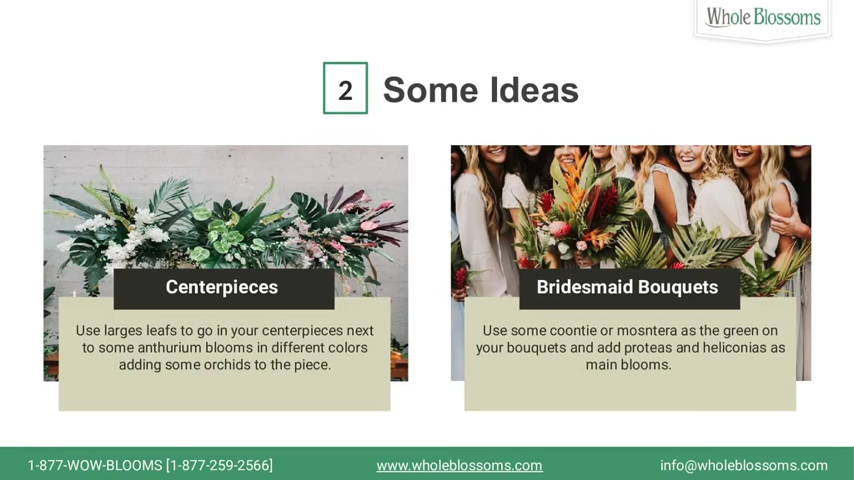 Whole Blossoms
2 Some Ideas
Centerpieces
Use larges leafs to go in your centerpieces next
to some anthurium blooms in different colors
adding some orchids to the piece.
Bridesmaid Bouquets
Use some coontie or mosntera as the green on
your bouquets and add proteas and heliconias as
main blooms.
1-877-WOW-BLOOMS [1-877-259-2566]
www.wholeblossoms.com
info@wholeblossoms.com